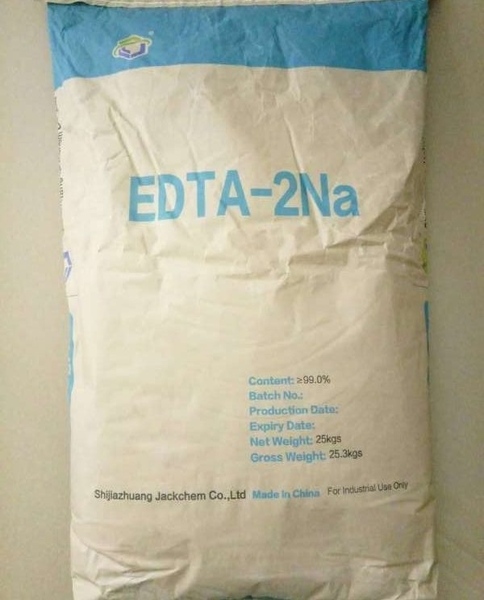 EDTA-2Na
Content: ≥99.0%
Batch No.:
Production Date:
Expiry Date:
Net Weight: 25kgs
Gross Weight: 25.3kgs
Shijiazhuang Jackchem Co.,Ltd Made in China For Industrial Use Only